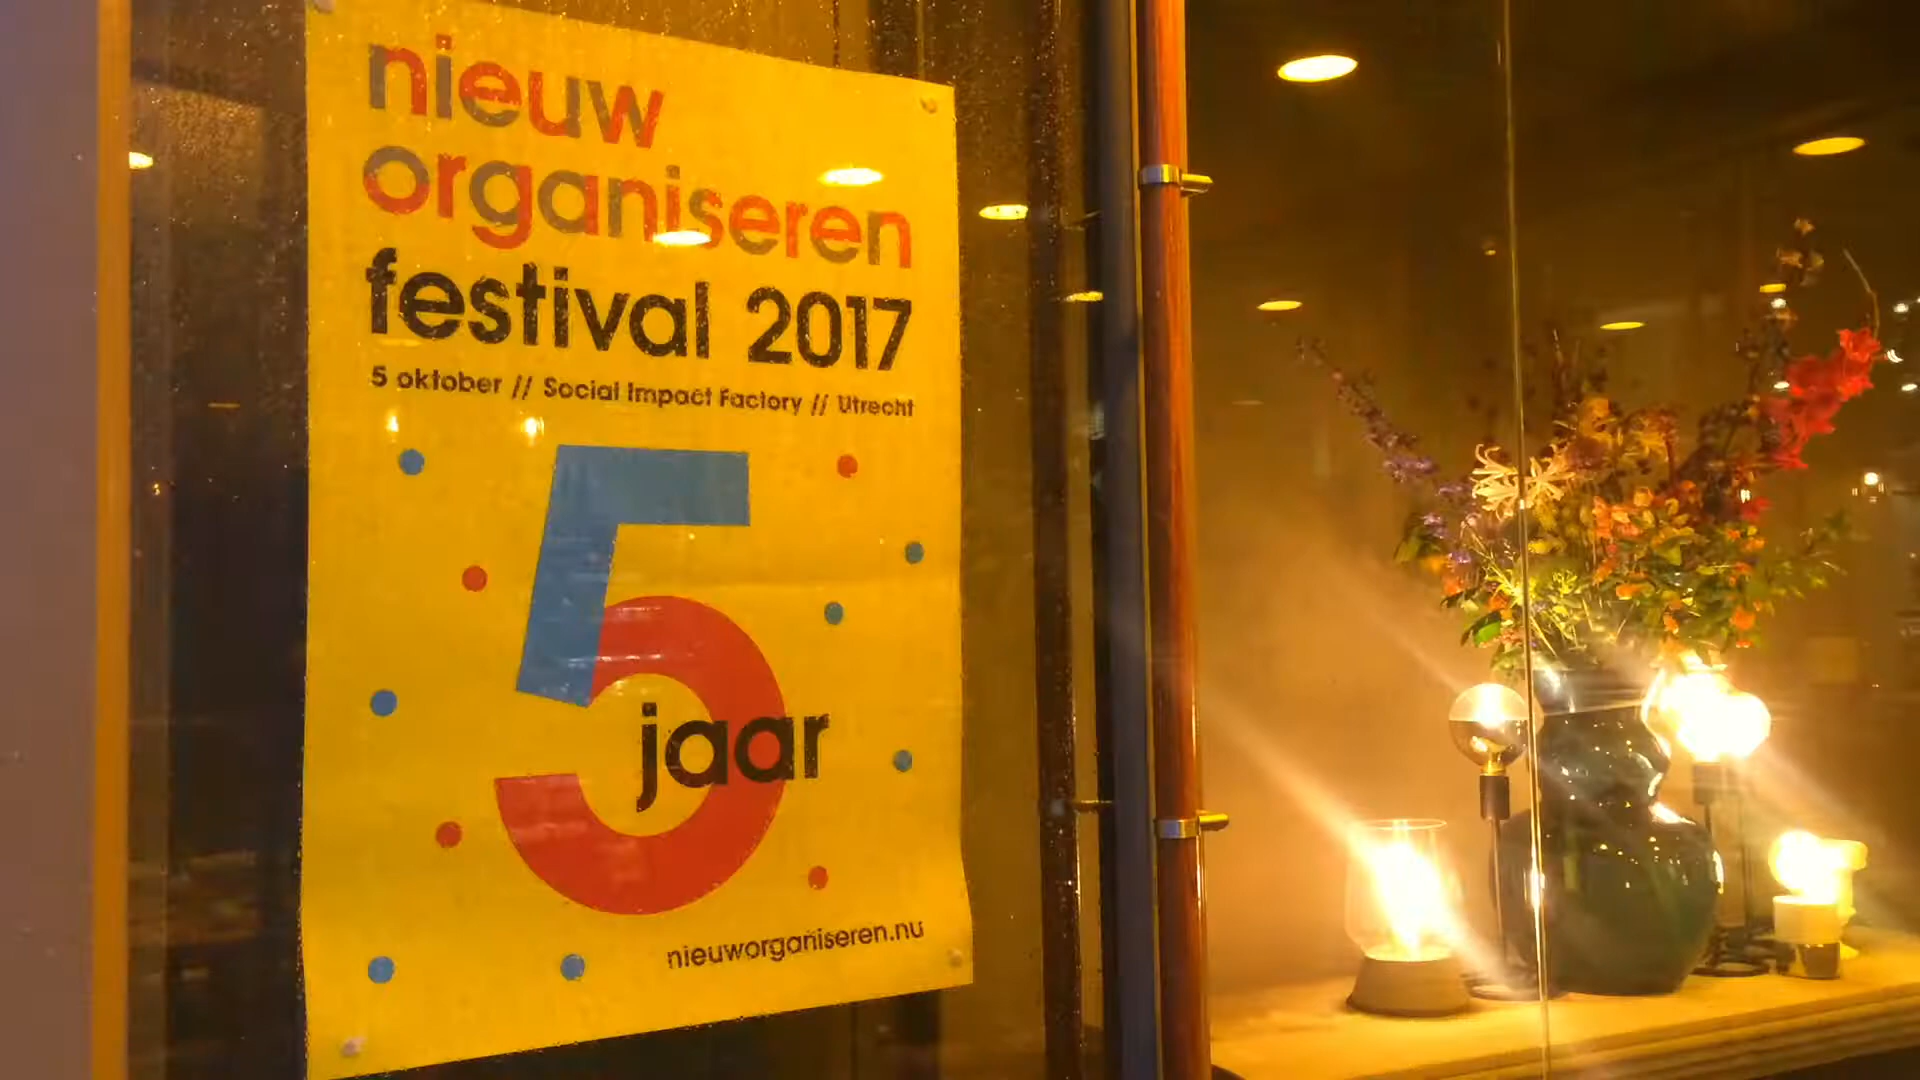 nieuw
organiseren
festival 2017
5 oktober // Social Impact Factory // Utrecht
5
jaar
nieuworganiseren.nu